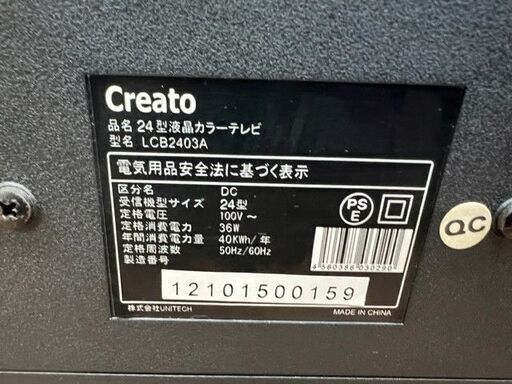 Creato
品名 24型液晶カラーテレビ
型名 LCB2403A
電気用品安全法に基づく表示
区分名 DC
受信機型サイズ 24型
定格電圧 100V～
定格消費電力 36W
年間消費電力量 40KWh/年
定格周波数 50Hz/60Hz
製造番号
PS
E
4560386030290
12101500159
株式会社UNITECH
MADE IN CHINA
QC